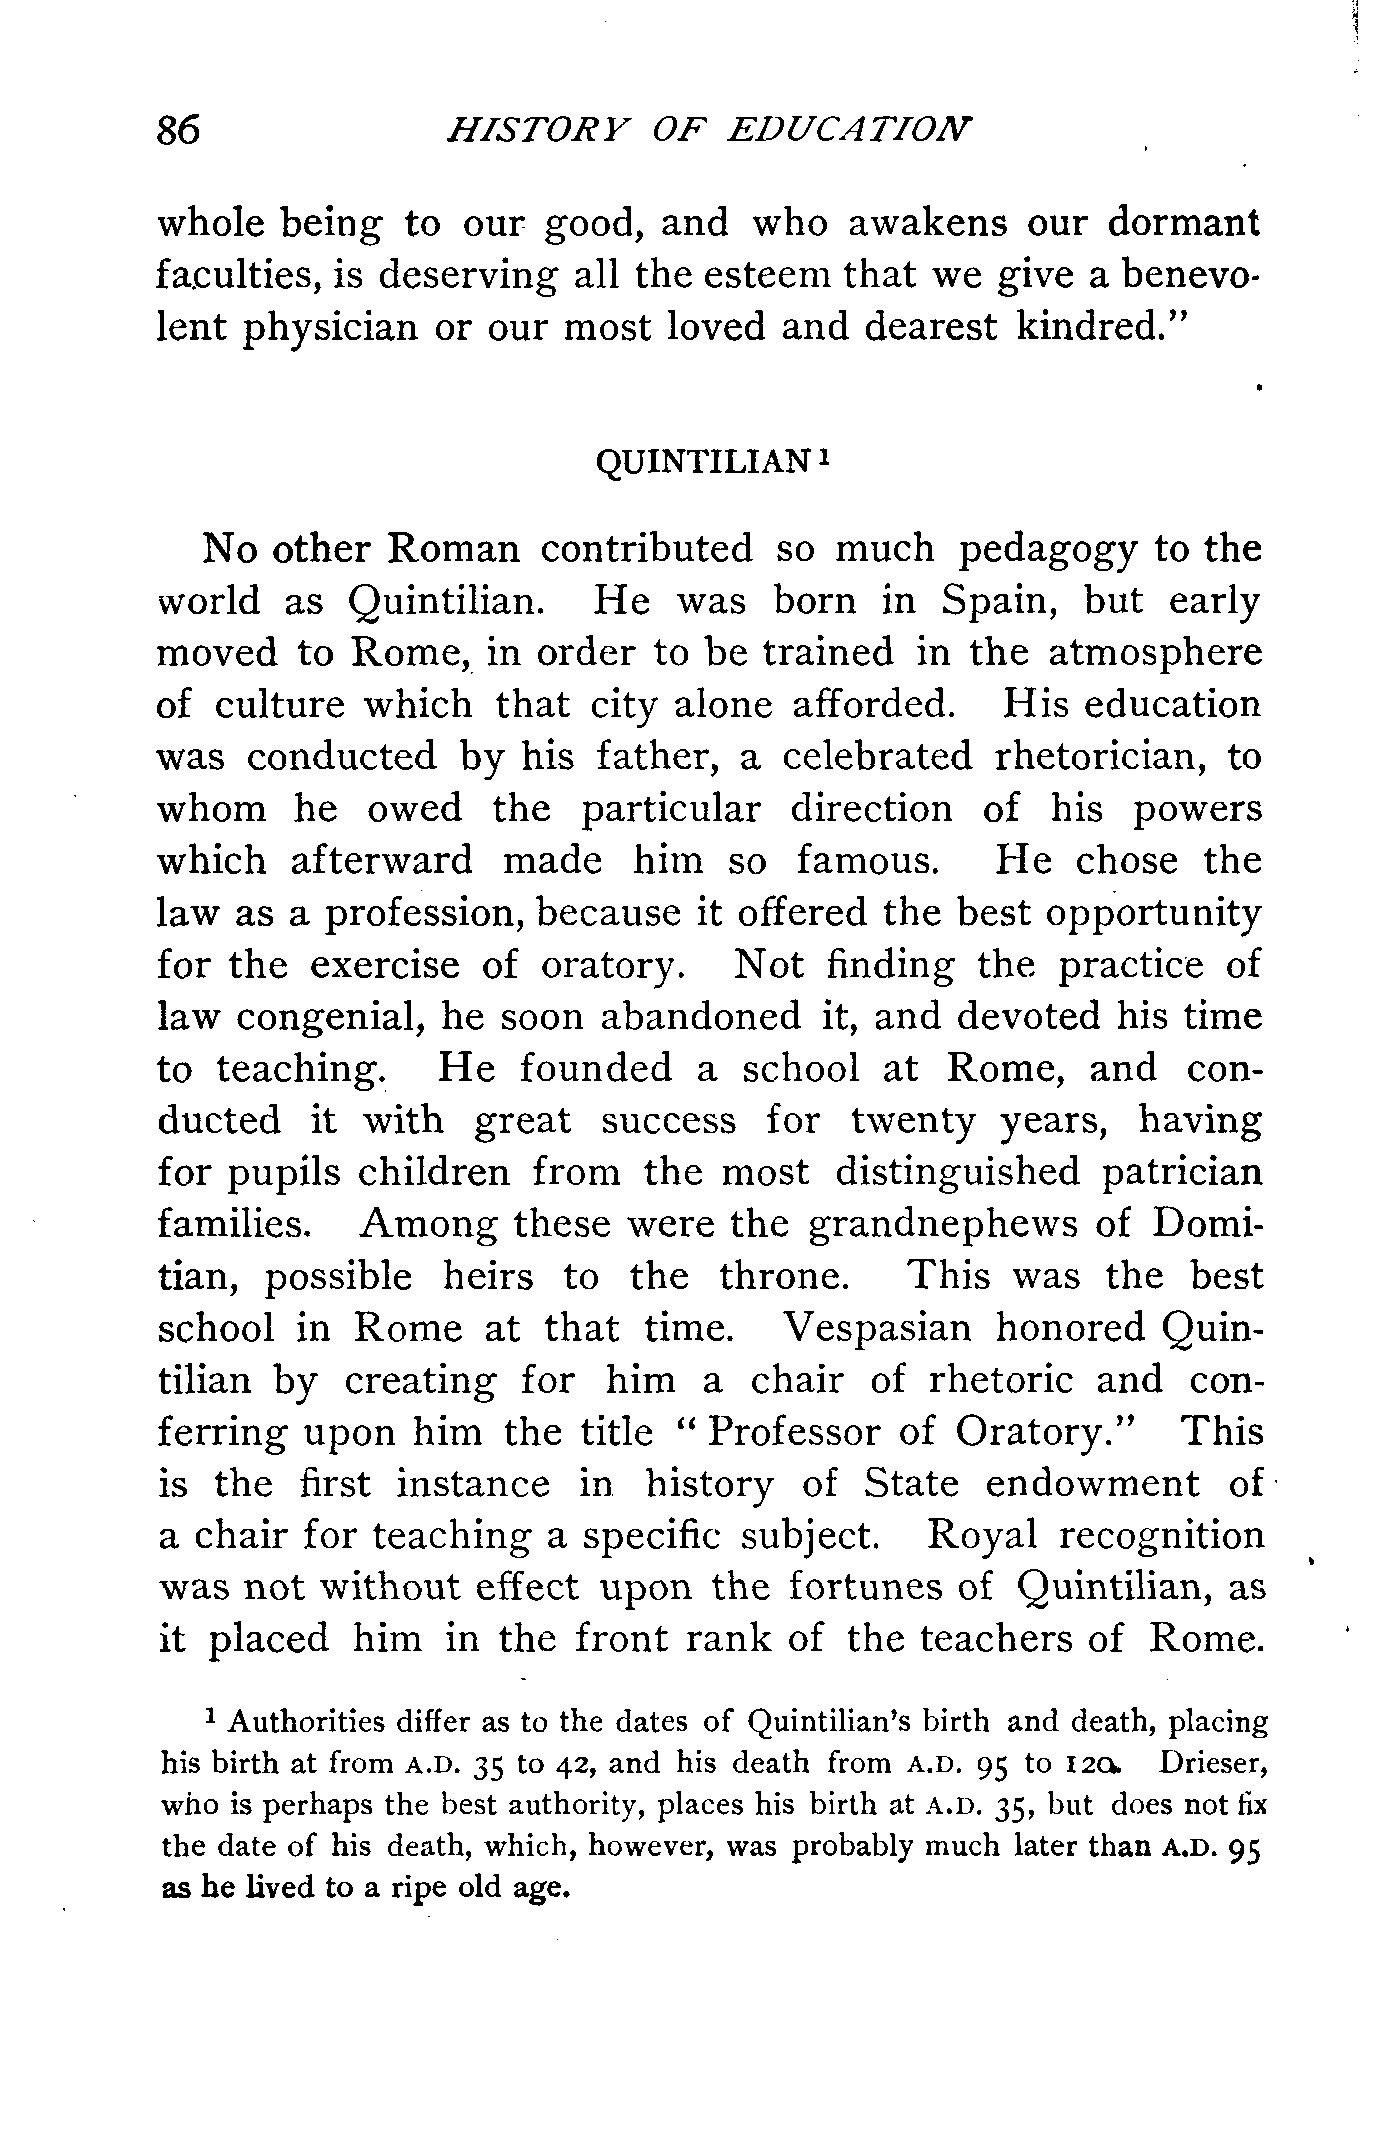 86 HISTORY OF EDUCATION
whole being to our good, and who awakens our dormant
faculties, is deserving all the esteem that we give a benevo-
lent physician or our most loved and dearest kindred."
QUINTILIAN 1
No other Roman contributed so much pedagogy to the
world as Quintilian. He was born in Spain, but early
moved to Rome, in order to be trained in the atmosphere
of culture which that city alone afforded. His education
was conducted by his father, a celebrated rhetorician, to
whom he owed the particular direction of his powers
which afterward made him so famous. He chose the
law as a profession, because it offered the best opportunity
for the exercise of oratory. Not finding the practice of
law congenial, he soon abandoned it, and devoted his time
to teaching. He founded a school at Rome, and con-
ducted it with great success for twenty years, having
for pupils children from the most distinguished patrician
families. Among these were the grandnephews of Domi-
tian, possible heirs to the throne. This was the best
school in Rome at that time. Vespasian honored Quin-
tilian by creating for him a chair of rhetoric and con-
ferring upon him the title " Professor of Oratory." This
is the first instance in history of State endowment of
a chair for teaching a specific subject. Royal recognition
was not without effect upon the fortunes of Quintilian, as
it placed him in the front rank of the teachers of Rome.
1 Authorities differ as to the dates of Quintilian's birth and death, placing
his birth at from A.D. 35 to 42, and his death from A.D. 95 to 120. Drieser,
who is perhaps the best authority, places his birth at A.D. 35, but does not fix
the date of his death, which, however, was probably much later than A.D. 95
as he lived to a ripe old age.